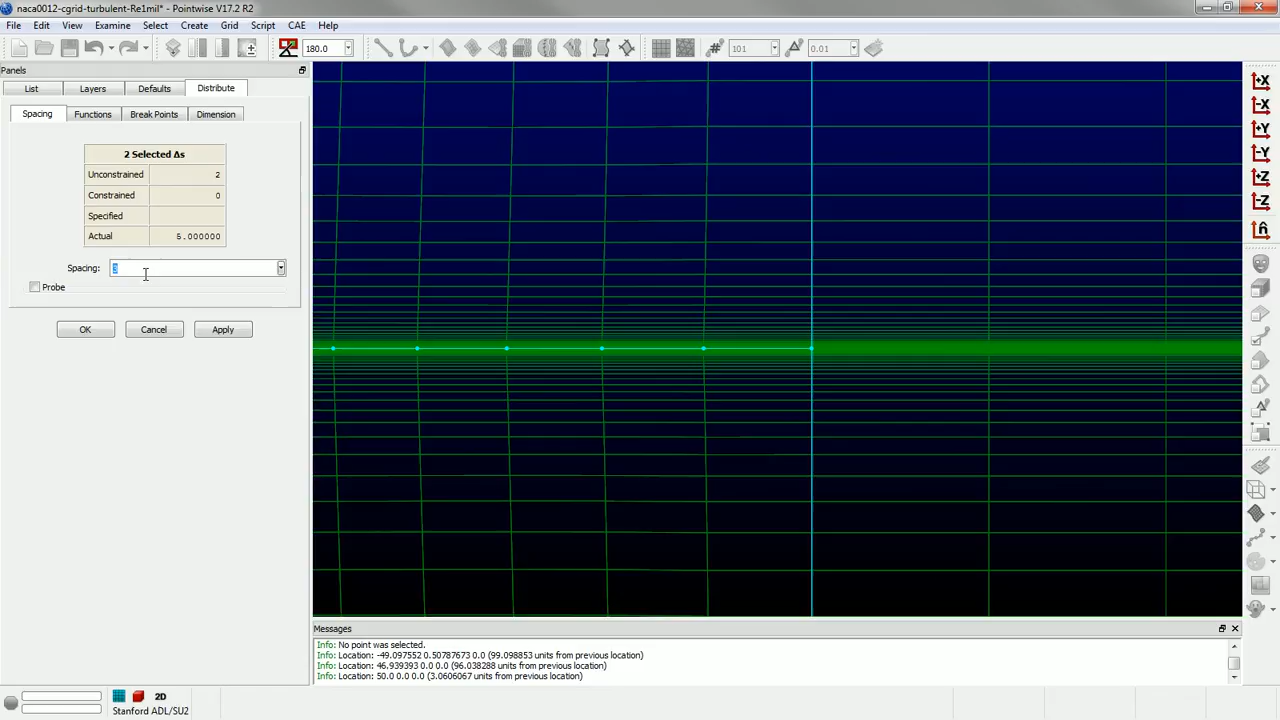 naca0012-cgrid-turbulent-Re1mil* - Pointwise V17.2 R2
File Edit View Examine Select Create Grid Script CAE Help
180.0 101 0.01
Panels
List Layers Defaults Distribute
Spacing Functions Break Points Dimension
2 Selected Δs
Unconstrained 2
Constrained 0
Specified
Actual 5.000000
Spacing: 3
Probe
OK Cancel Apply
+X
-X
+Y
-Y
+Z
-Z
n̂
Messages
Info: No point was selected.
Info: Location: -49.097552 0.50787673 0.0 (99.098853 units from previous location)
Info: Location: 46.939393 0.0 0.0 (96.038288 units from previous location)
Info: Location: 50.0 0.0 0.0 (3.0606067 units from previous location)
2D
Stanford ADL/SU2